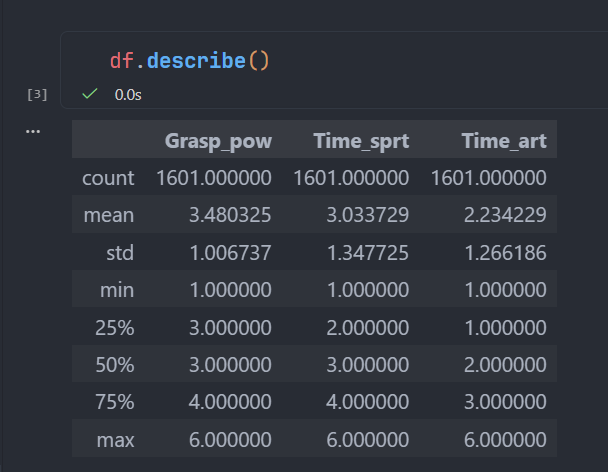 df.describe()
[3]
0.0s
...
Grasp_pow Time_sprt Time_art
count 1601.000000 1601.000000 1601.000000
mean 3.480325 3.033729 2.234229
std 1.006737 1.347725 1.266186
min 1.000000 1.000000 1.000000
25% 3.000000 2.000000 1.000000
50% 3.000000 3.000000 2.000000
75% 4.000000 4.000000 3.000000
max 6.000000 6.000000 6.000000